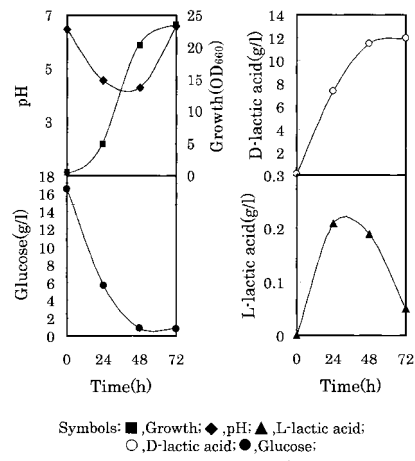 7
5
3
pH
25
20
15
10
5
0
Growth(OD660)
12
10
8
6
4
2
0
D-lactic acid(g/l)
18
16
14
12
10
8
6
4
2
0
Glucose(g/l)
0.3
0.2
0.1
0
L-lactic acid(g/l)
0 24 48 72
Time(h)
0 24 48 72
Time(h)
Symbols: ■ ,Growth; ◆ ,pH; ▲ ,L-lactic acid;
○ ,D-lactic acid; ● ,Glucose;